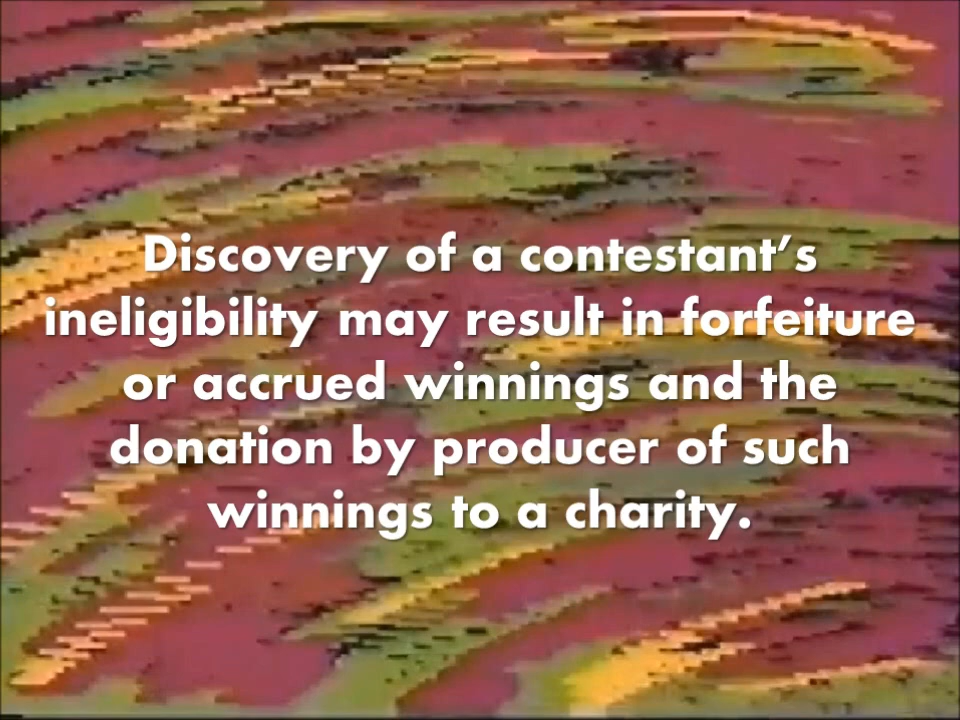 Discovery of a contestant's
ineligibility may result in forfeiture
or accrued winnings and the
donation by producer of such
winnings to a charity.